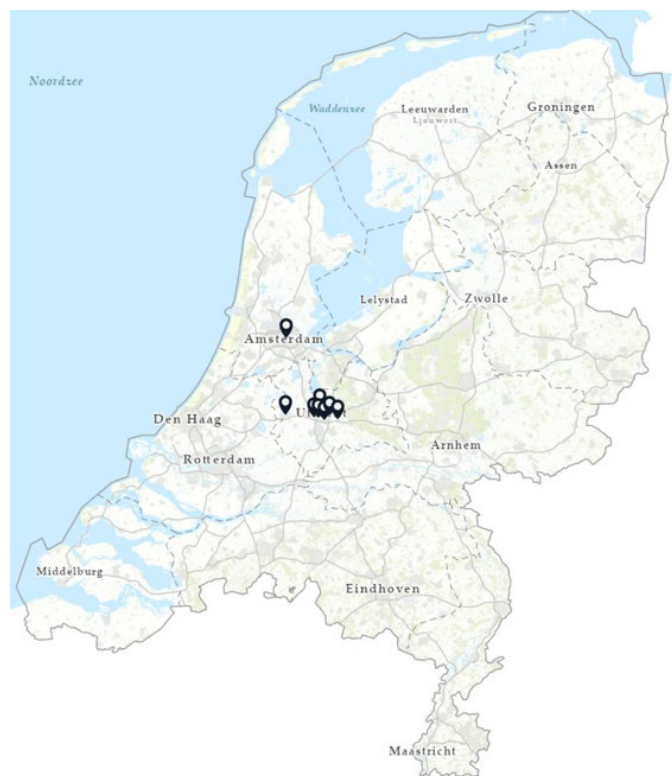 Noordzee
Waddenzee
Leeuwarden
Ljouwert
Groningen
Assen
Lelystad
Zwolle
Amsterdam
Den Haag
Rotterdam
Arnhem
Middelburg
Eindhoven
Maastricht